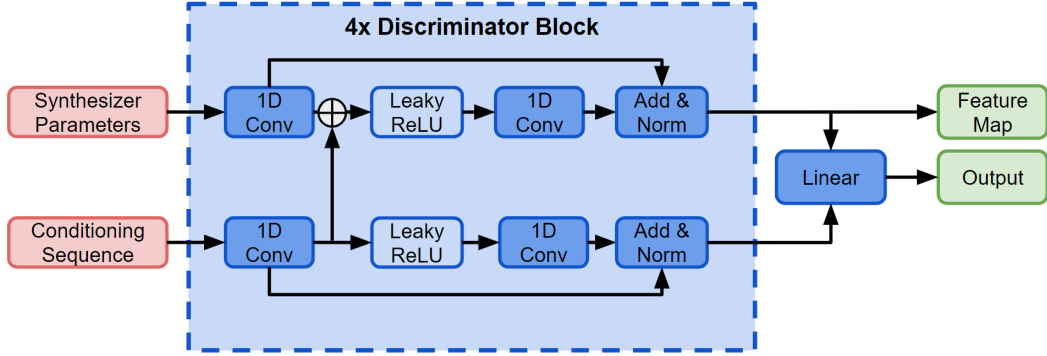 4x Discriminator Block
Synthesizer
Parameters
1D
Conv
Leaky
ReLU
1D
Conv
Add &
Norm
Feature
Map
Linear
Output
Conditioning
Sequence
1D
Conv
Leaky
ReLU
1D
Conv
Add &
Norm